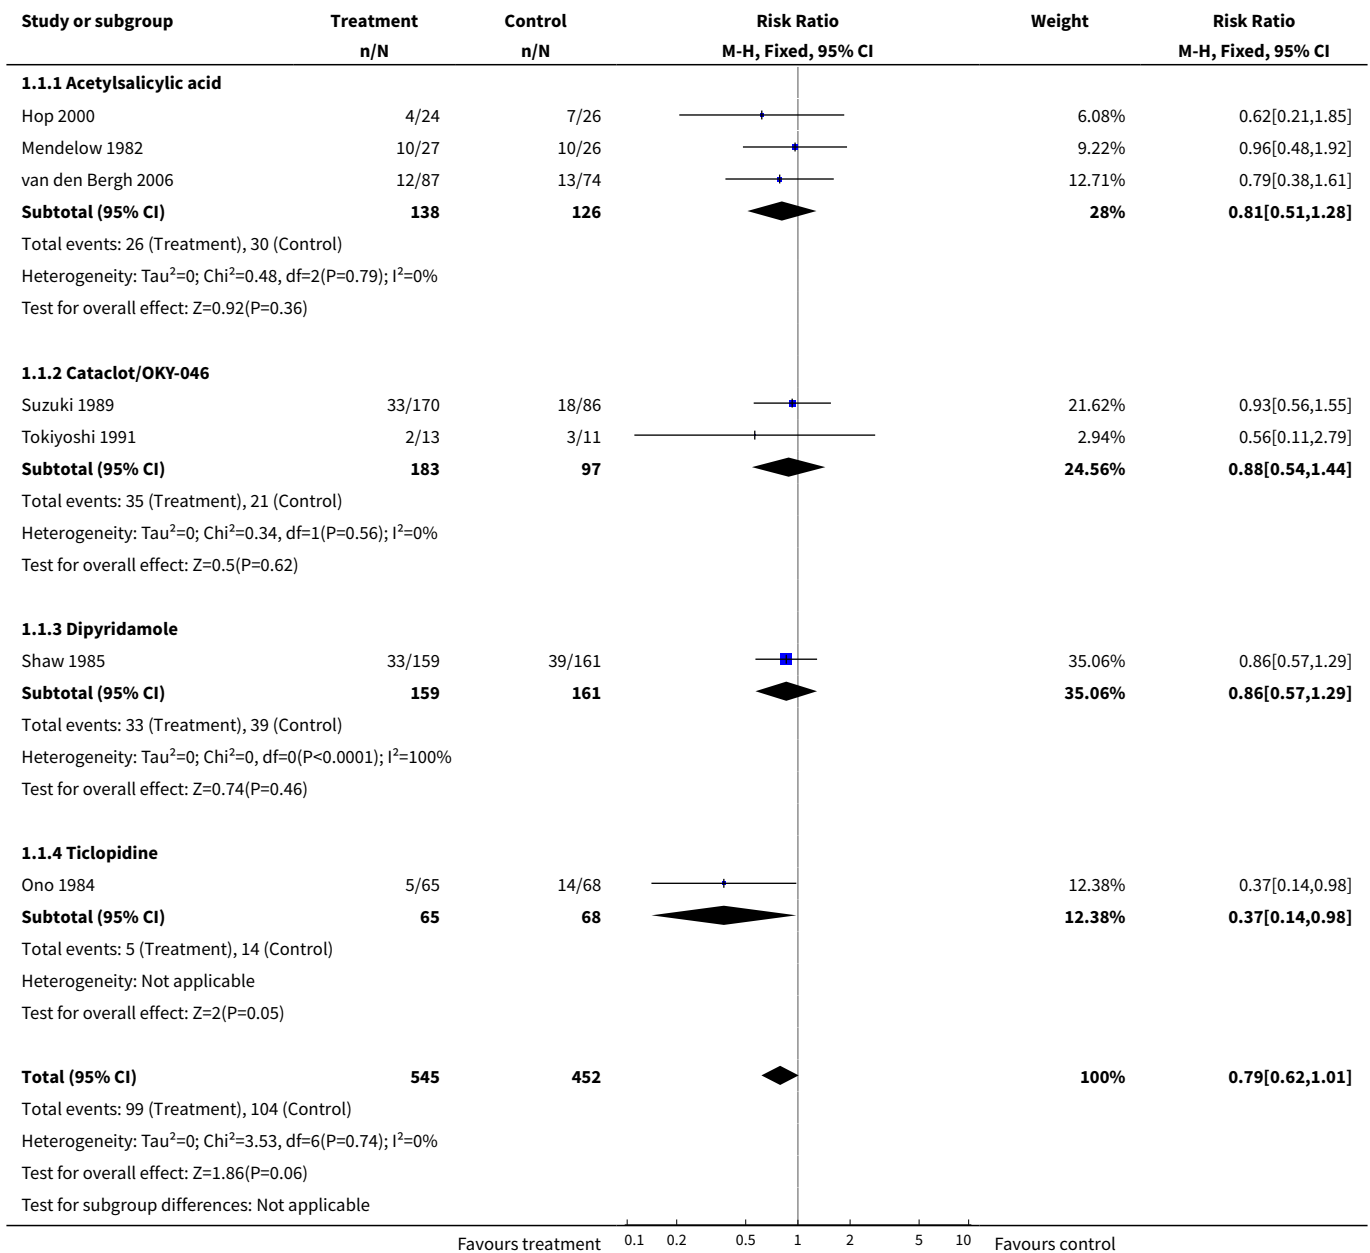 Study or subgroup Treatment Control Risk Ratio Weight Risk Ratio
n/N n/N M-H, Fixed, 95% CI M-H, Fixed, 95% CI
1.1.1 Acetylsalicylic acid
Hop 2000 4/24 7/26 6.08% 0.62[0.21,1.85]
Mendelow 1982 10/27 10/26 9.22% 0.96[0.48,1.92]
van den Bergh 2006 12/87 13/74 12.71% 0.79[0.38,1.61]
Subtotal (95% CI) 138 126 28% 0.81[0.51,1.28]
Total events: 26 (Treatment), 30 (Control)
Heterogeneity: Tau²=0; Chi²=0.48, df=2(P=0.79); I²=0%
Test for overall effect: Z=0.92(P=0.36)
1.1.2 Cataclot/OKY-046
Suzuki 1989 33/170 18/86 21.62% 0.93[0.56,1.55]
Tokiyoshi 1991 2/13 3/11 2.94% 0.56[0.11,2.79]
Subtotal (95% CI) 183 97 24.56% 0.88[0.54,1.44]
Total events: 35 (Treatment), 21 (Control)
Heterogeneity: Tau²=0; Chi²=0.34, df=1(P=0.56); I²=0%
Test for overall effect: Z=0.5(P=0.62)
1.1.3 Dipyridamole
Shaw 1985 33/159 39/161 35.06% 0.86[0.57,1.29]
Subtotal (95% CI) 159 161 35.06% 0.86[0.57,1.29]
Total events: 33 (Treatment), 39 (Control)
Heterogeneity: Tau²=0; Chi²=0, df=0(P<0.0001); I²=100%
Test for overall effect: Z=0.74(P=0.46)
1.1.4 Ticlopidine
Ono 1984 5/65 14/68 12.38% 0.37[0.14,0.98]
Subtotal (95% CI) 65 68 12.38% 0.37[0.14,0.98]
Total events: 5 (Treatment), 14 (Control)
Heterogeneity: Not applicable
Test for overall effect: Z=2(P=0.05)
Total (95% CI) 545 452 100% 0.79[0.62,1.01]
Total events: 99 (Treatment), 104 (Control)
Heterogeneity: Tau²=0; Chi²=3.53, df=6(P=0.74); I²=0%
Test for overall effect: Z=1.86(P=0.06)
Test for subgroup differences: Not applicable
Favours treatment 0.1 0.2 0.5 1 2 5 10 Favours control